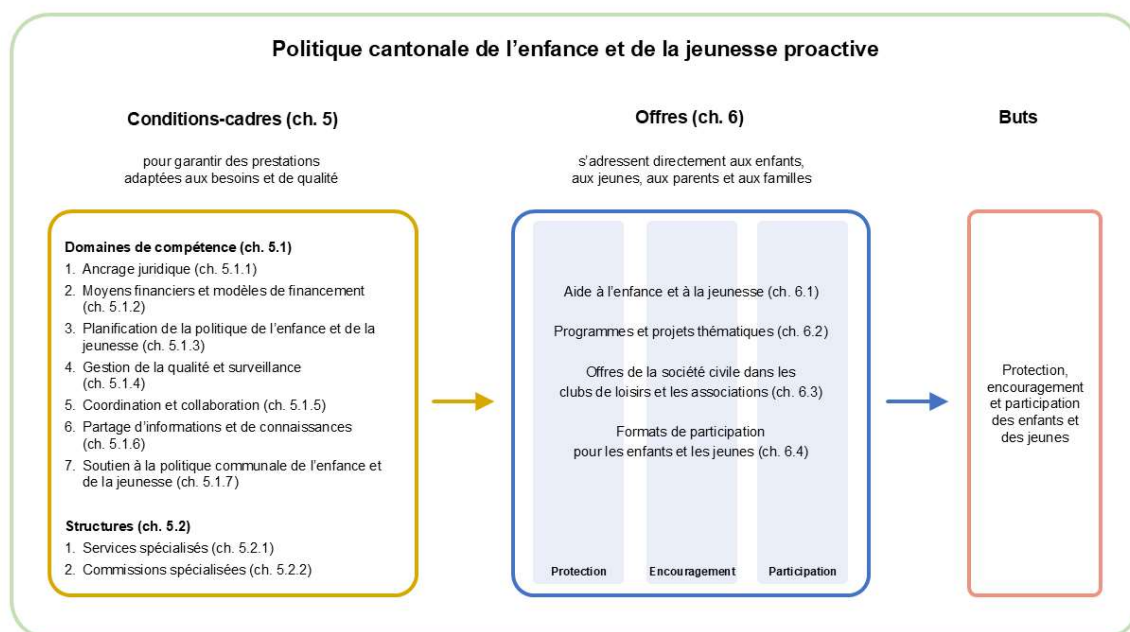 Politique cantonale de l’enfance et de la jeunesse proactive
Conditions-cadres (ch. 5)
pour garantir des prestations
adaptées aux besoins et de qualité
Domaines de compétence (ch. 5.1)
1. Ancrage juridique (ch. 5.1.1)
2. Moyens financiers et modèles de financement
(ch. 5.1.2)
3. Planification de la politique de l’enfance et de la
jeunesse (ch. 5.1.3)
4. Gestion de la qualité et surveillance
(ch. 5.1.4)
5. Coordination et collaboration (ch. 5.1.5)
6. Partage d’informations et de connaissances
(ch. 5.1.6)
7. Soutien à la politique communale de l’enfance et
de la jeunesse (ch. 5.1.7)
Structures (ch. 5.2)
1. Services spécialisés (ch. 5.2.1)
2. Commissions spécialisées (ch. 5.2.2)
Offres (ch. 6)
s’adressent directement aux enfants,
aux jeunes, aux parents et aux familles
Aide à l’enfance et à la jeunesse (ch. 6.1)
Programmes et projets thématiques (ch. 6.2)
Offres de la société civile dans les
clubs de loisirs et les associations (ch. 6.3)
Formats de participation
pour les enfants et les jeunes (ch. 6.4)
Protection Encouragement Participation
Buts
Protection,
encouragement
et participation
des enfants et
des jeunes